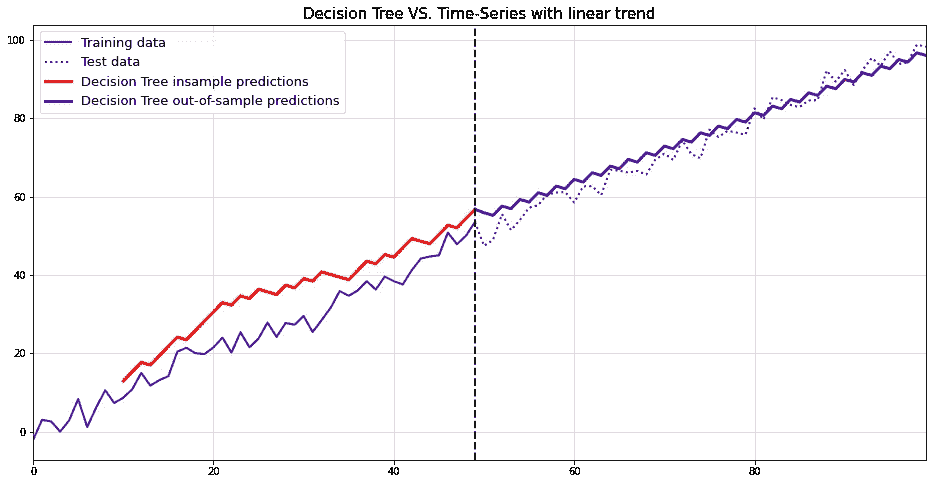 Decision Tree VS. Time-Series with linear trend
Training data
Test data
Decision Tree insample predictions
Decision Tree out-of-sample predictions
100
80
60
40
20
0
0 20 40 60 80